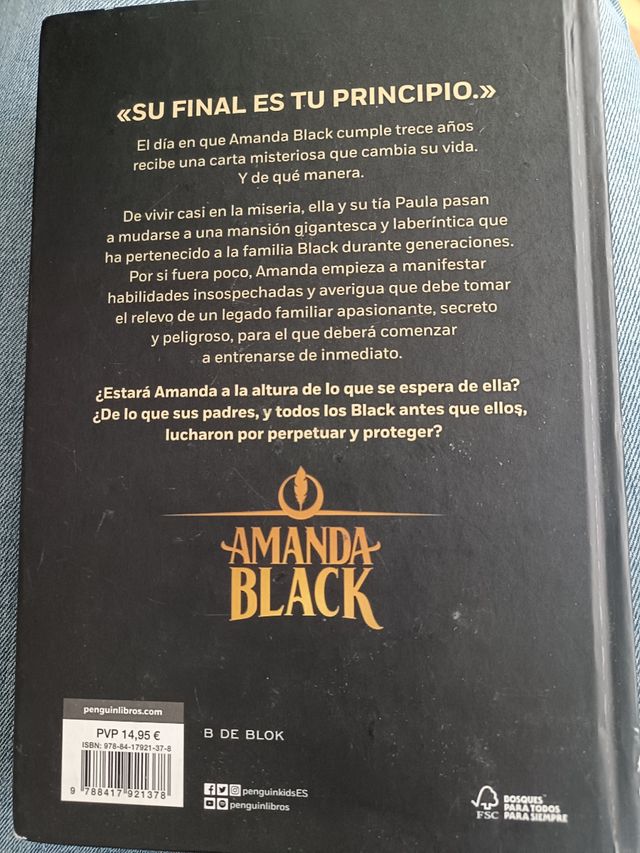 «SU FINAL ES TU PRINCIPIO.»
El día en que Amanda Black cumple trece años
recibe una carta misteriosa que cambia su vida.
Y de qué manera.
De vivir casi en la miseria, ella y su tía Paula pasan
a mudarse a una mansión gigantesca y laberíntica que
ha pertenecido a la familia Black durante generaciones.
Por si fuera poco, Amanda empieza a manifestar
habilidades insospechadas y averigua que debe tomar
el relevo de un legado familiar apasionante, secreto
y peligroso, para el que deberá comenzar
a entrenarse de inmediato.
¿Estará Amanda a la altura de lo que se espera de ella?
¿De lo que sus padres, y todos los Black antes que ellos,
lucharon por perpetuar y proteger?
AMANDA
BLACK
penguinlibros.com
PVP 14,95 €
ISBN: 978-84-17921-37-8
9 788417 921378
B DE BLOK
penguinkidsES
penguinlibros
FSC
BOSQUES
PARA TODOS
PARA SIEMPRE